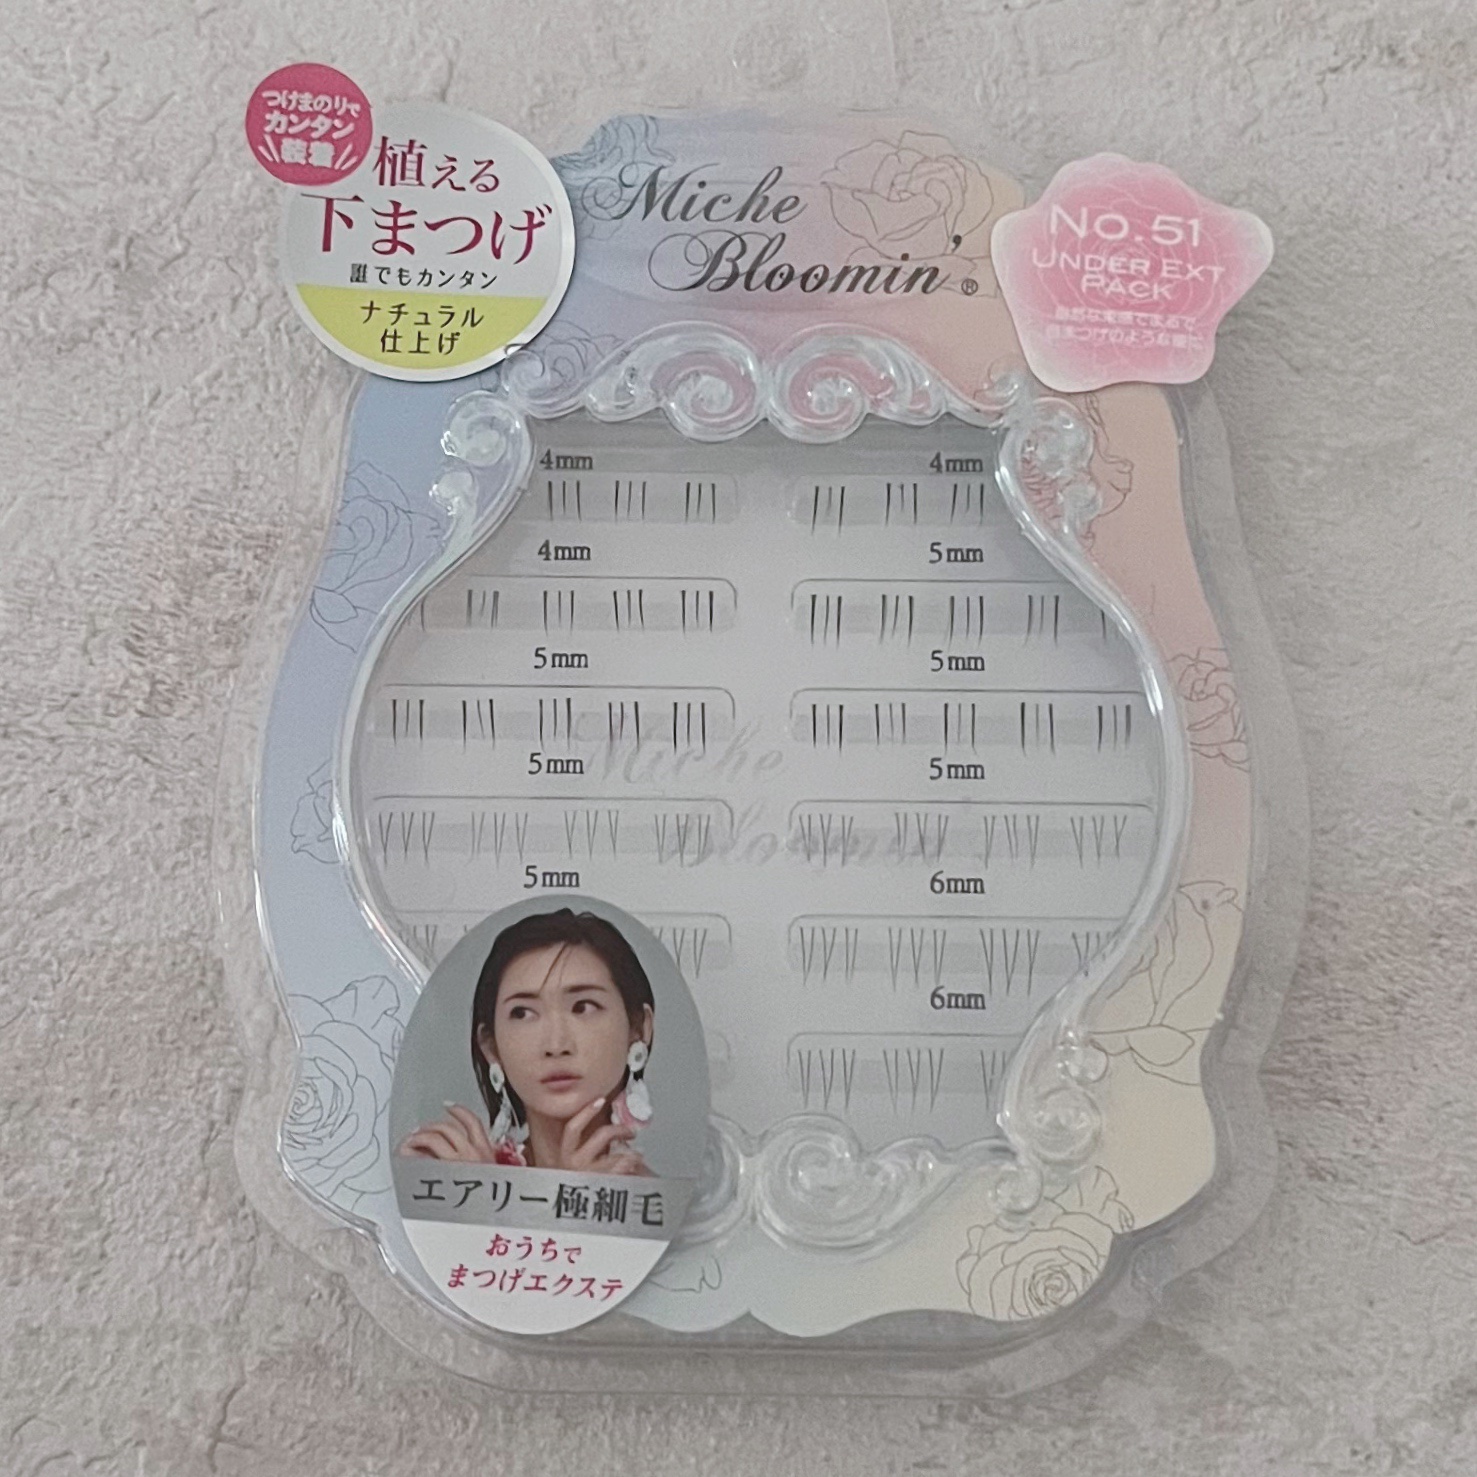 つけまのりで
カンタン
装着
植える
下まつげ
誰でもカンタン
ナチュラル
仕上げ
Miche
Bloomin'®
No.51
UNDER EXT
PACK
4mm
4mm
4mm
5mm
5mm
5mm
5mm
5mm
5mm
6mm
6mm
Miche
Bloomin'
エアリー極細毛
おうちで
まつげエクステ